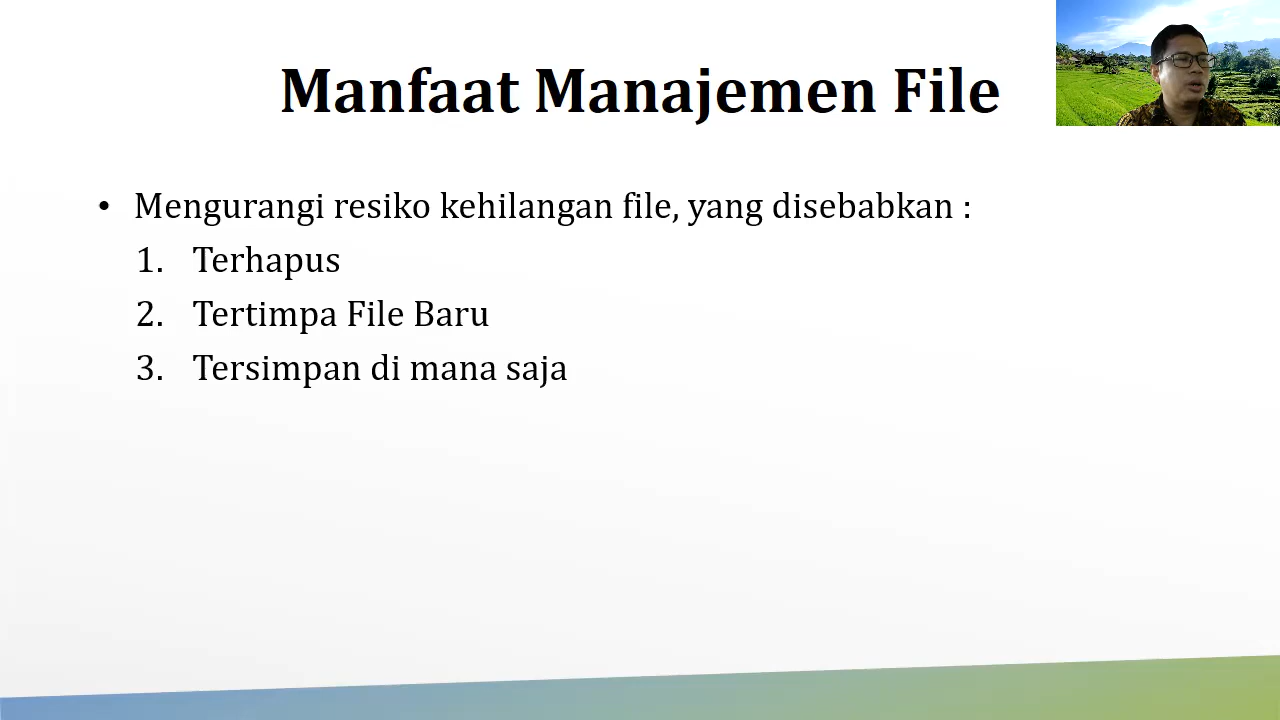 Manfaat Manajemen File
• Mengurangi resiko kehilangan file, yang disebabkan :
1. Terhapus
2. Tertimpa File Baru
3. Tersimpan di mana saja